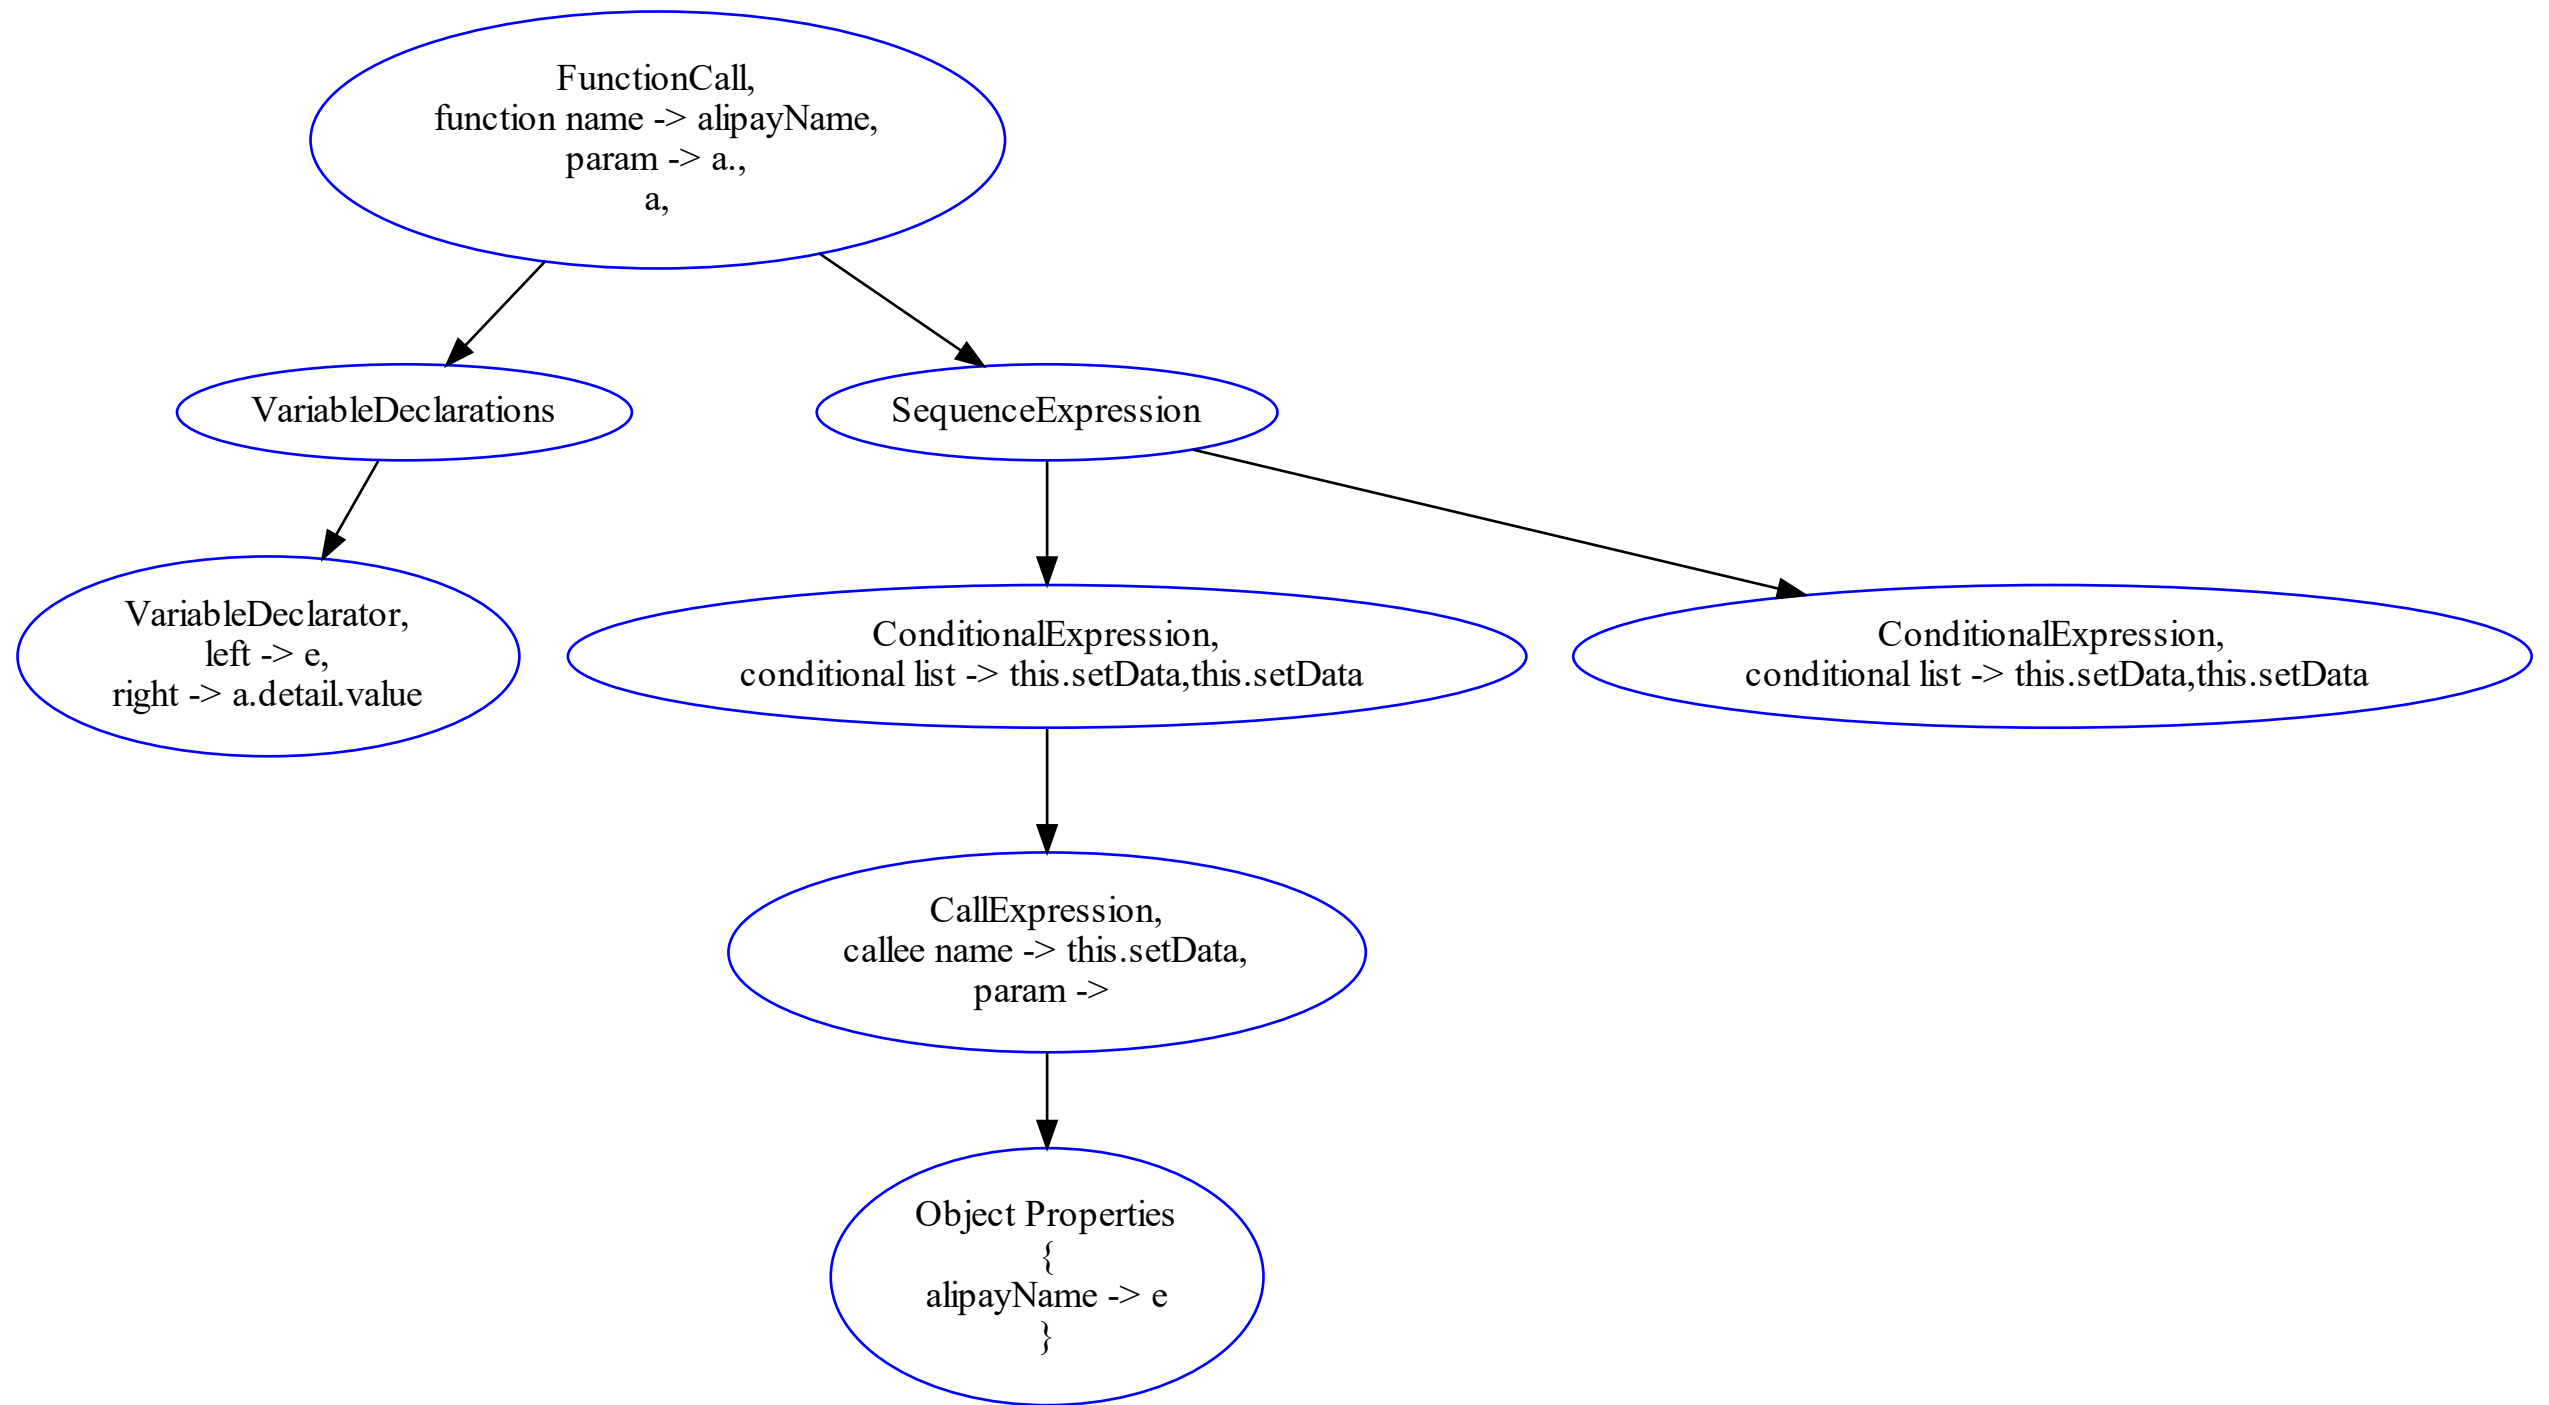 FunctionCall,
function name -> alipayName,
param -> a.,
a,
VariableDeclarations
SequenceExpression
VariableDeclarator,
left -> e,
right -> a.detail.value
ConditionalExpression,
conditional list -> this.setData,this.setData
ConditionalExpression,
conditional list -> this.setData,this.setData
CallExpression,
callee name -> this.setData,
param ->
Object Properties
{
alipayName -> e
}